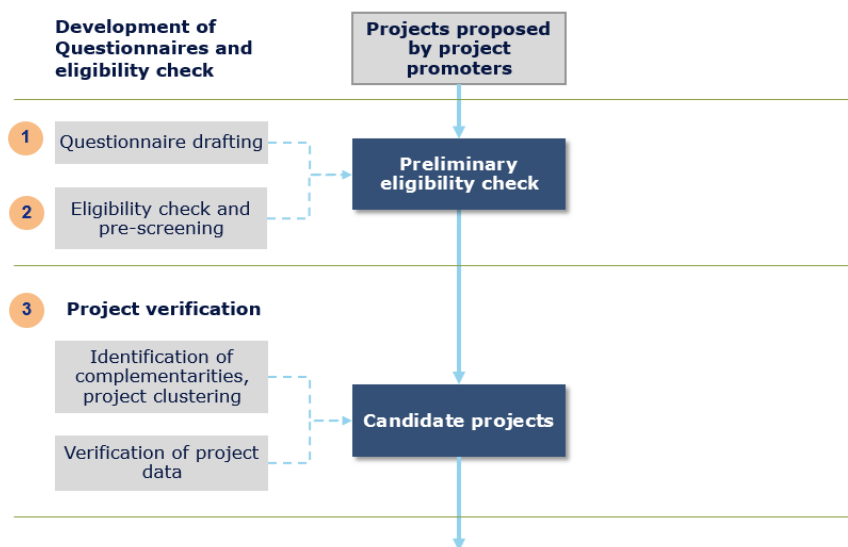 Development of
Questionnaires and
eligibility check
Projects proposed
by project
promoters
1
Questionnaire drafting
2
Eligibility check and
pre-screening
Preliminary
eligibility check
3
Project verification
Identification of
complementarities,
project clustering
Verification of project
data
Candidate projects